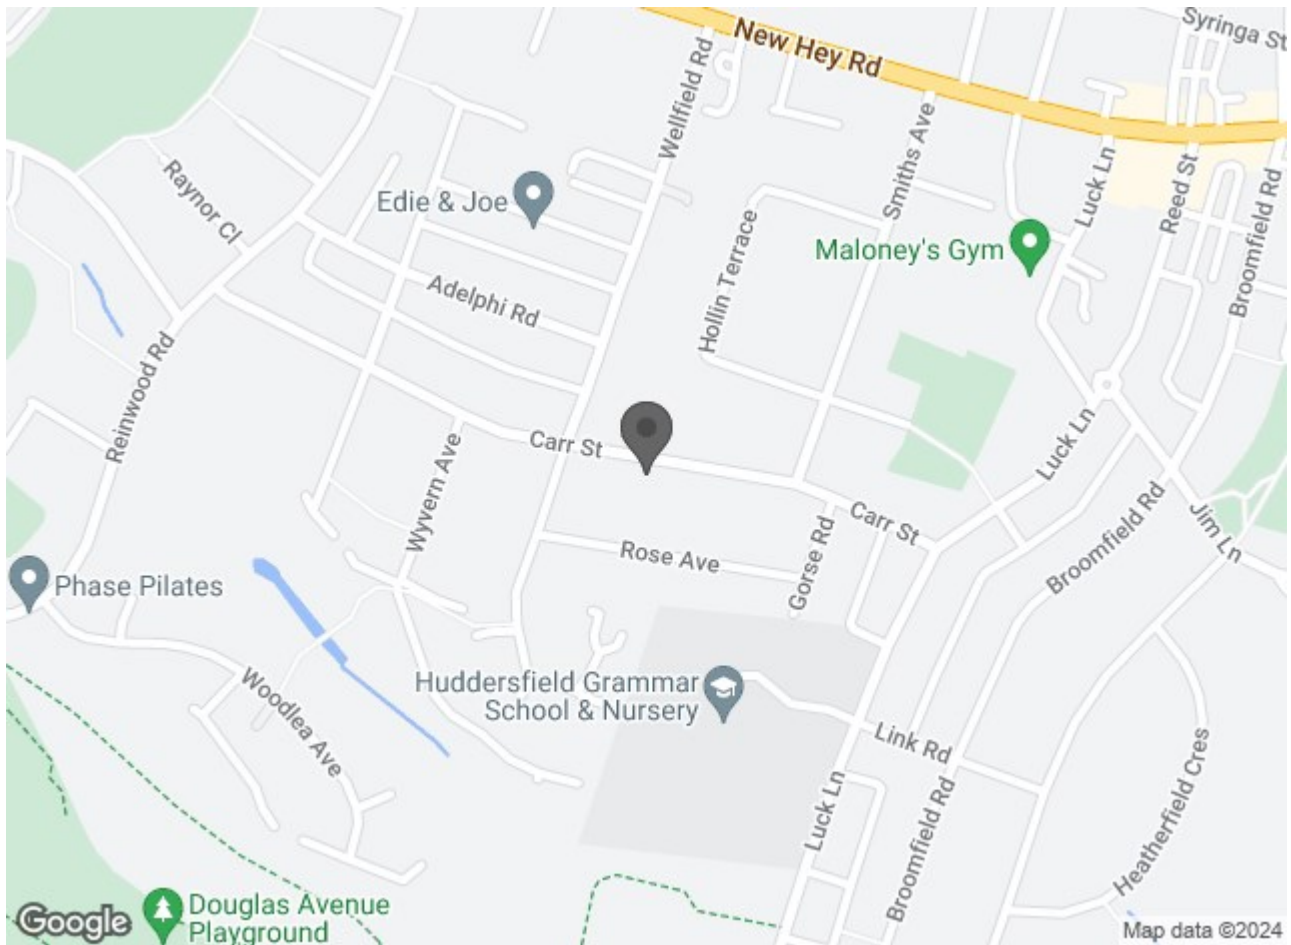 Syringa St
New Hey Rd
Wellfield Rd
Smiths Ave
Luck Ln
Reed St
Broomfield Rd
Raynor Cl
Edie & Joe
Hollin Terrace
Maloney's Gym
Adelphi Rd
Reinwood Rd
Carr St
Wyvern Ave
Luck Ln
Carr St
Broomfield Rd
Jim Ln
Rose Ave
Gorse Rd
Phase Pilates
Woodlea Ave
Huddersfield Grammar
School & Nursery
Link Rd
Luck Ln
Broomfield Rd
Heatherfield Cres
Douglas Avenue
Playground
Google
Map data ©2024